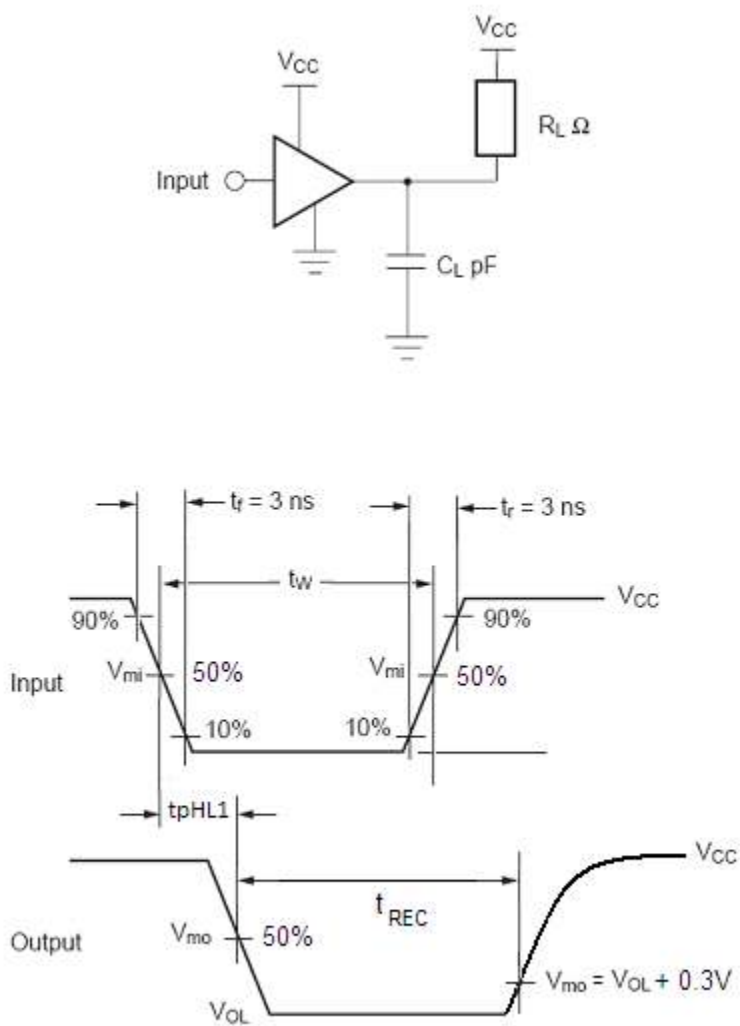 VCC
VCC
RL Ω
Input
CL pF
tf = 3 ns
tr = 3 ns
tW
VCC
90%
90%
Vmi
50%
Vmi
50%
Input
10%
10%
tpHL1
VCC
tREC
Vmo
50%
Output
Vmo = VOL + 0.3V
VOL